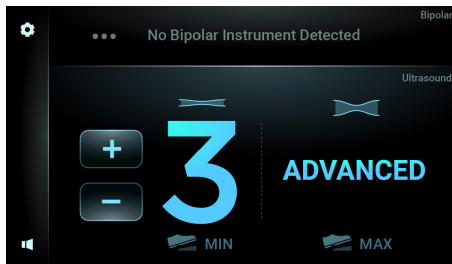 Bipolar
••• No Bipolar Instrument Detected
Ultrasound
+
3
ADVANCED
−
MIN
MAX